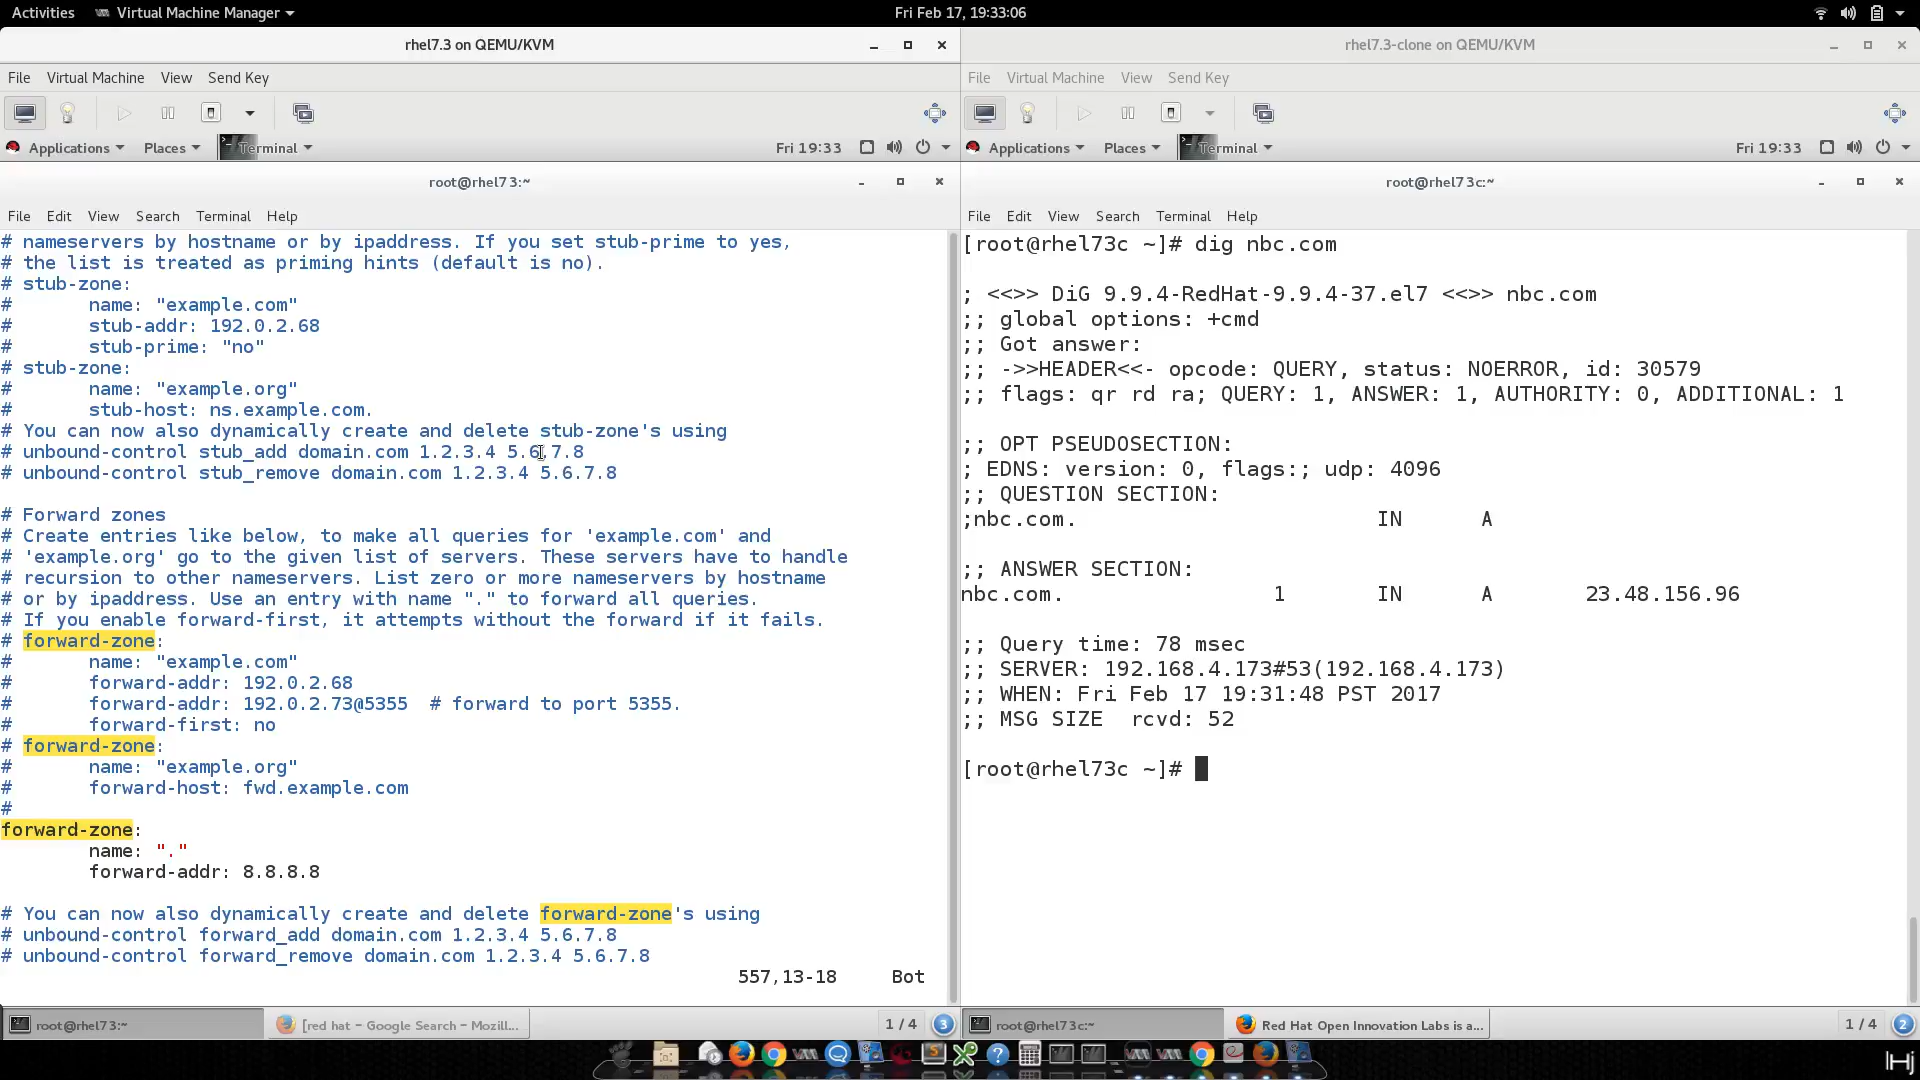 Activities Virtual Machine Manager Fri Feb 17, 19:33:06
rhel7.3 on QEMU/KVM
File Virtual Machine View Send Key
Applications Places Terminal Fri 19:33
root@rhel73:~
File Edit View Search Terminal Help
# nameservers by hostname or by ipaddress. If you set stub-prime to yes,
# the list is treated as priming hints (default is no).
# stub-zone:
#       name: "example.com"
#       stub-addr: 192.0.2.68
#       stub-prime: "no"
# stub-zone:
#       name: "example.org"
#       stub-host: ns.example.com.
# You can now also dynamically create and delete stub-zone's using
# unbound-control stub_add domain.com 1.2.3.4 5.6.7.8
# unbound-control stub_remove domain.com 1.2.3.4 5.6.7.8
# Forward zones
# Create entries like below, to make all queries for 'example.com' and
# 'example.org' go to the given list of servers. These servers have to handle
# recursion to other nameservers. List zero or more nameservers by hostname
# or by ipaddress. Use an entry with name "." to forward all queries.
# If you enable forward-first, it attempts without the forward if it fails.
# forward-zone:
#       name: "example.com"
#       forward-addr: 192.0.2.68
#       forward-addr: 192.0.2.73@5355  # forward to port 5355.
#       forward-first: no
# forward-zone:
#       name: "example.org"
#       forward-host: fwd.example.com
#
forward-zone:
        name: "."
        forward-addr: 8.8.8.8
# You can now also dynamically create and delete forward-zone's using
# unbound-control forward_add domain.com 1.2.3.4 5.6.7.8
# unbound-control forward_remove domain.com 1.2.3.4 5.6.7.8
557,13-18 Bot
root@rhel73:~ [red hat - Google Search - Mozill... 1 / 4 3
rhel7.3-clone on QEMU/KVM
File Virtual Machine View Send Key
Applications Places Terminal Fri 19:33
root@rhel73c:~
File Edit View Search Terminal Help
[root@rhel73c ~]# dig nbc.com
; <<>> DiG 9.9.4-RedHat-9.9.4-37.el7 <<>> nbc.com
;; global options: +cmd
;; Got answer:
;; ->>HEADER<<- opcode: QUERY, status: NOERROR, id: 30579
;; flags: qr rd ra; QUERY: 1, ANSWER: 1, AUTHORITY: 0, ADDITIONAL: 1
;; OPT PSEUDOSECTION:
; EDNS: version: 0, flags:; udp: 4096
;; QUESTION SECTION:
;nbc.com. IN A
;; ANSWER SECTION:
nbc.com. 1 IN A 23.48.156.96
;; Query time: 78 msec
;; SERVER: 192.168.4.173#53(192.168.4.173)
;; WHEN: Fri Feb 17 19:31:48 PST 2017
;; MSG SIZE  rcvd: 52
[root@rhel73c ~]#
root@rhel73c:~ Red Hat Open Innovation Labs is a... 1 / 4 2